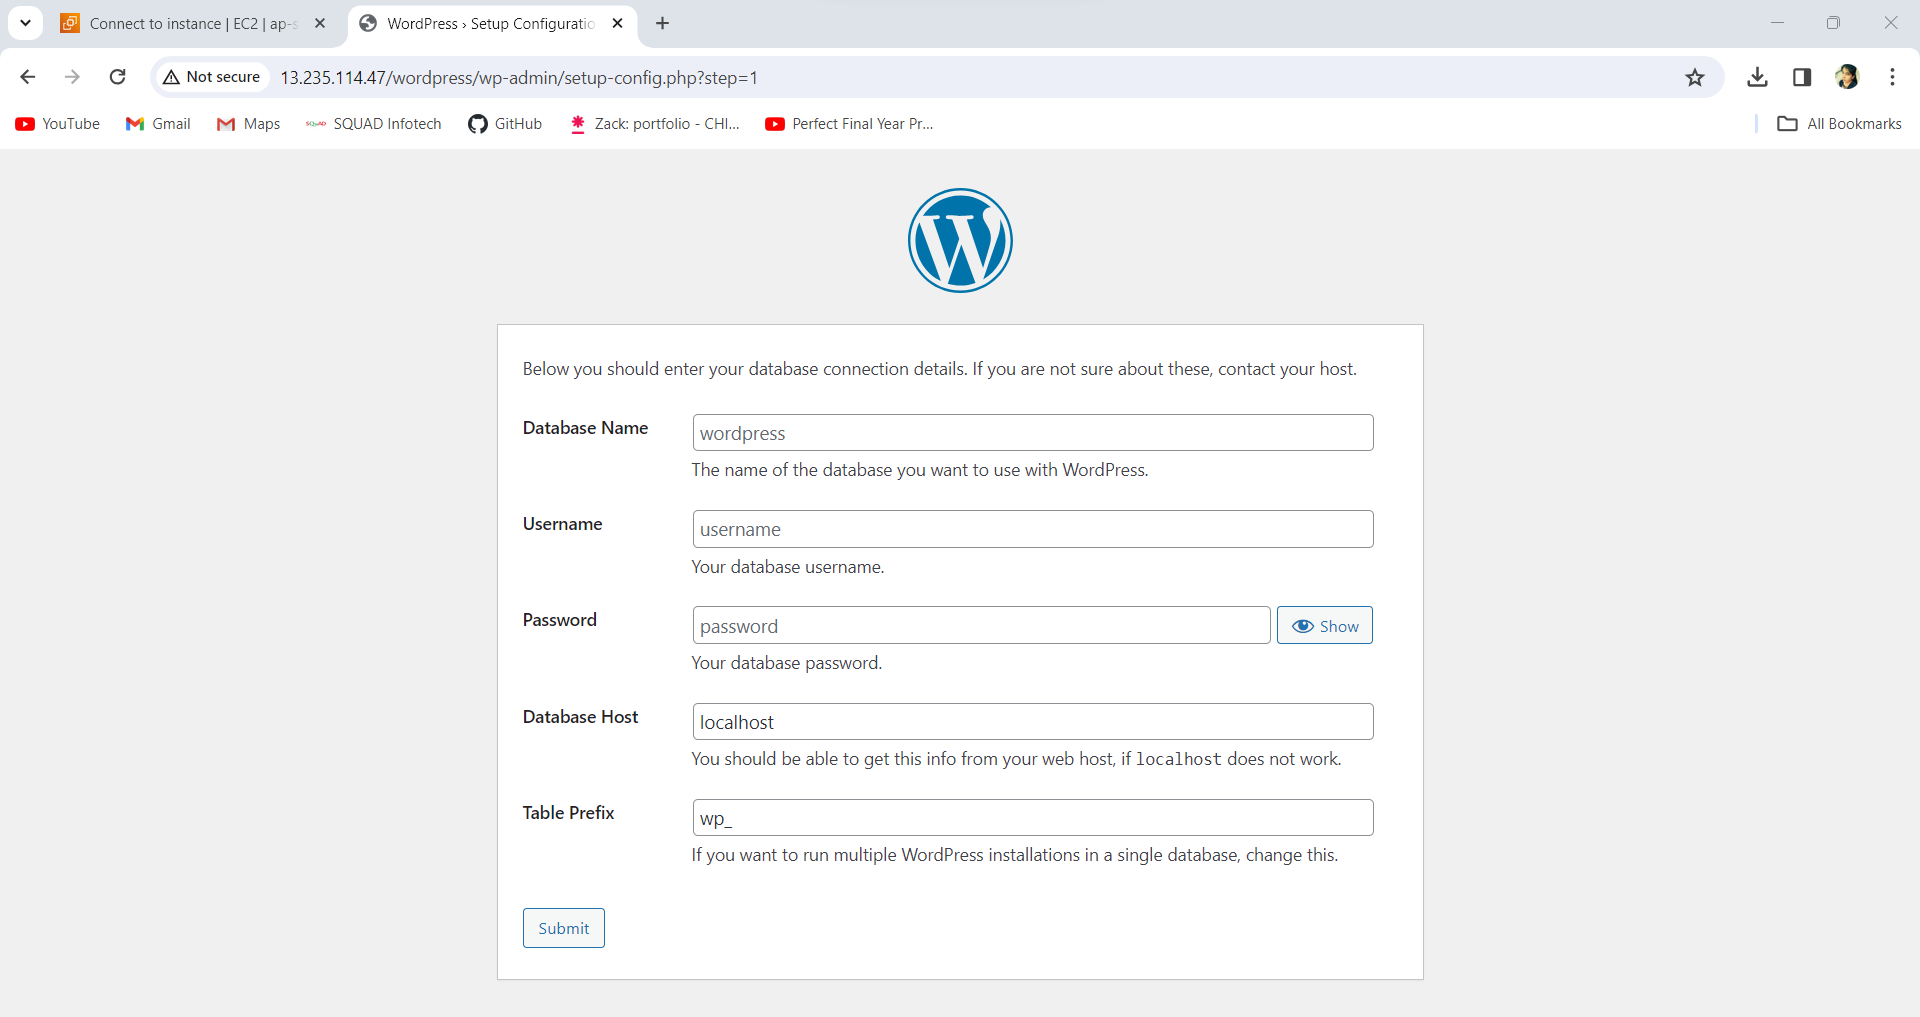 Connect to instance | EC2 | ap-s
WordPress › Setup Configuratio
Not secure
13.235.114.47/wordpress/wp-admin/setup-config.php?step=1
YouTube
Gmail
Maps
SQUAD Infotech
GitHub
Zack: portfolio - CHI...
Perfect Final Year Pr...
All Bookmarks
Below you should enter your database connection details. If you are not sure about these, contact your host.
Database Name
wordpress
The name of the database you want to use with WordPress.
Username
username
Your database username.
Password
password
Show
Your database password.
Database Host
localhost
You should be able to get this info from your web host, if localhost does not work.
Table Prefix
wp_
If you want to run multiple WordPress installations in a single database, change this.
Submit